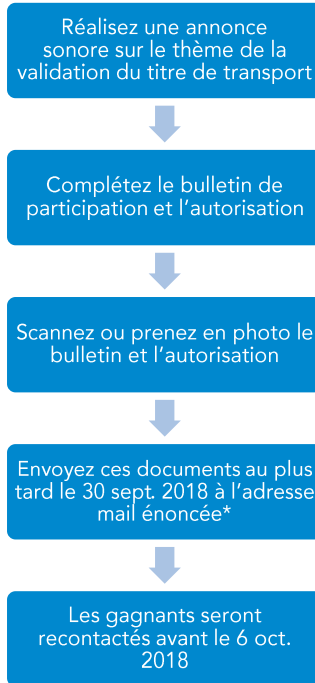 Réalisez une annonce
sonore sur le thème de la
validation du titre de transport
Complétez le bulletin de
participation et l'autorisation
Scannez ou prenez en photo le
bulletin et l'autorisation
Envoyez ces documents au plus
tard le 30 sept. 2018 à l'adresse
mail énoncée*
Les gagnants seront
recontactés avant le 6 oct.
2018